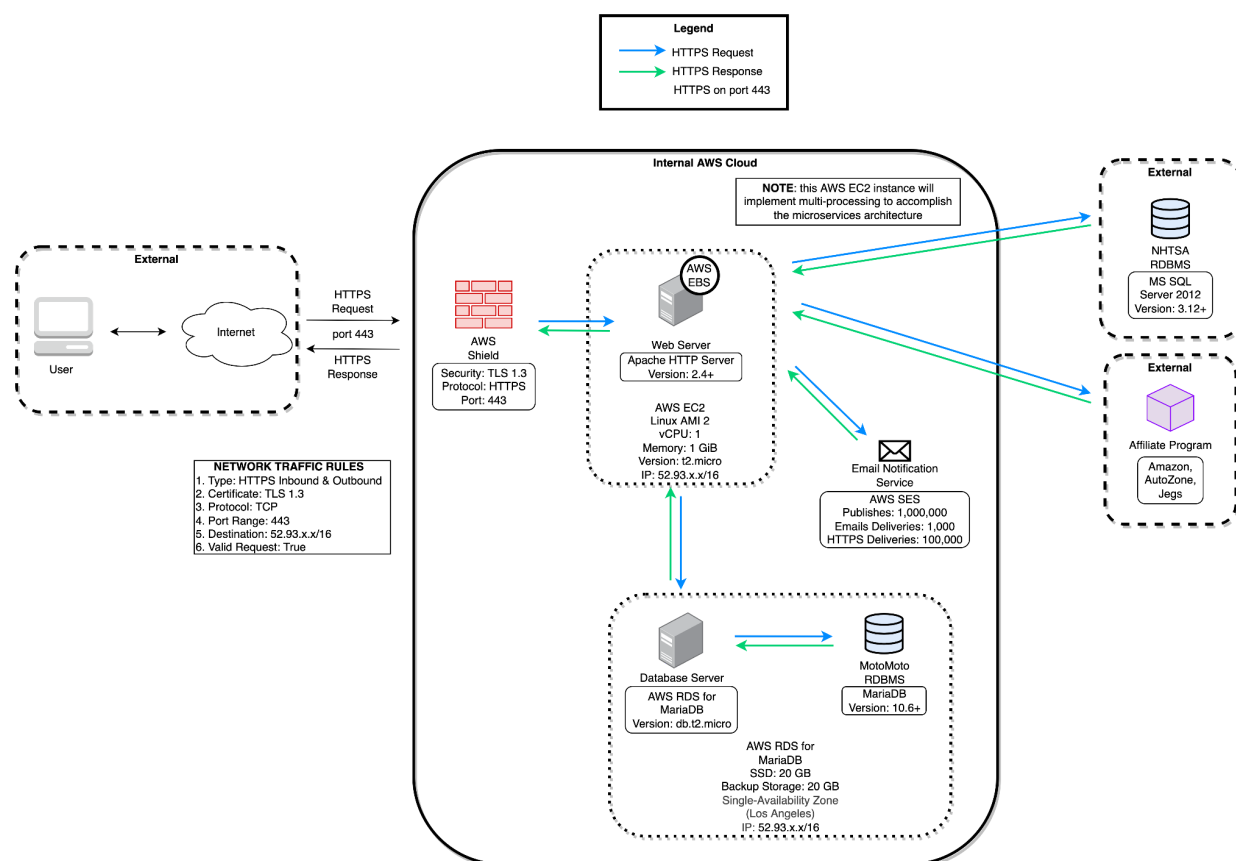 Legend
HTTPS Request
HTTPS Response
HTTPS on port 443
Internal AWS Cloud
NOTE: this AWS EC2 instance will
implement multi-processing to accomplish
the microservices architecture
External
User
Internet
HTTPS
Request
port 443
HTTPS
Response
AWS
Shield
Security: TLS 1.3
Protocol: HTTPS
Port: 443
AWS
EBS
Web Server
Apache HTTP Server
Version: 2.4+
AWS EC2
Linux AMI 2
vCPU: 1
Memory: 1 GiB
Version: t2.micro
IP: 52.93.x.x/16
External
NHTSA
RDBMS
MS SQL
Server 2012
Version: 3.12+
External
Affiliate Program
Amazon,
AutoZone,
Jegs
Email Notification
Service
AWS SES
Publishes: 1,000,000
Emails Deliveries: 1,000
HTTPS Deliveries: 100,000
NETWORK TRAFFIC RULES
1. Type: HTTPS Inbound & Outbound
2. Certificate: TLS 1.3
3. Protocol: TCP
4. Port Range: 443
5. Destination: 52.93.x.x/16
6. Valid Request: True
Database Server
AWS RDS for
MariaDB
Version: db.t2.micro
MotoMoto
RDBMS
MariaDB
Version: 10.6+
AWS RDS for
MariaDB
SSD: 20 GB
Backup Storage: 20 GB
Single-Availability Zone
(Los Angeles)
IP: 52.93.x.x/16